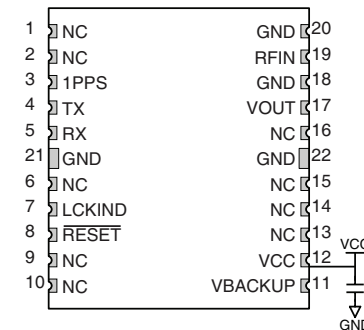 1 NC GND 20
2 NC RFIN 19
3 1PPS GND 18
4 TX VOUT 17
5 RX NC 16
21 GND GND 22
6 NC NC 15
7 LCKIND NC 14
8 RESET NC 13
9 NC VCC 12 VCC
10 NC VBACKUP 11
GND